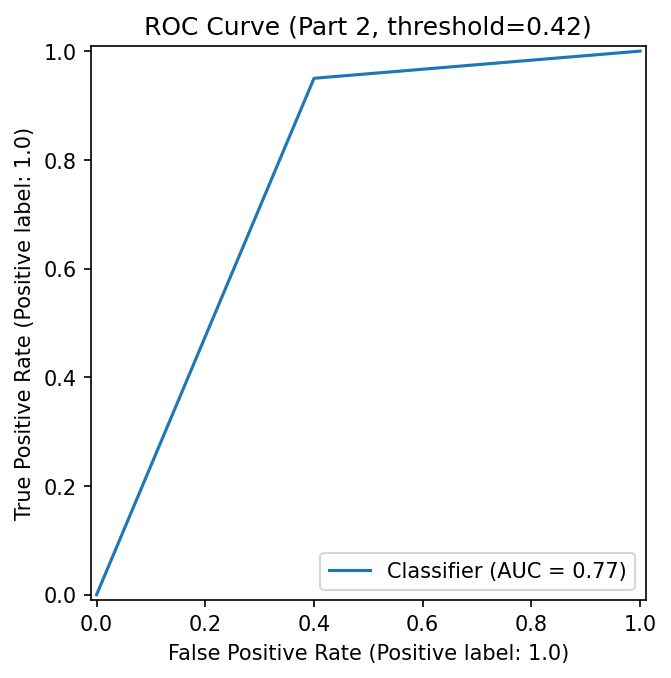 ROC Curve (Part 2, threshold=0.42)
1.0
0.8
0.6
0.4
0.2
0.0
True Positive Rate (Positive label: 1.0)
Classifier (AUC = 0.77)
0.0 0.2 0.4 0.6 0.8 1.0
False Positive Rate (Positive label: 1.0)